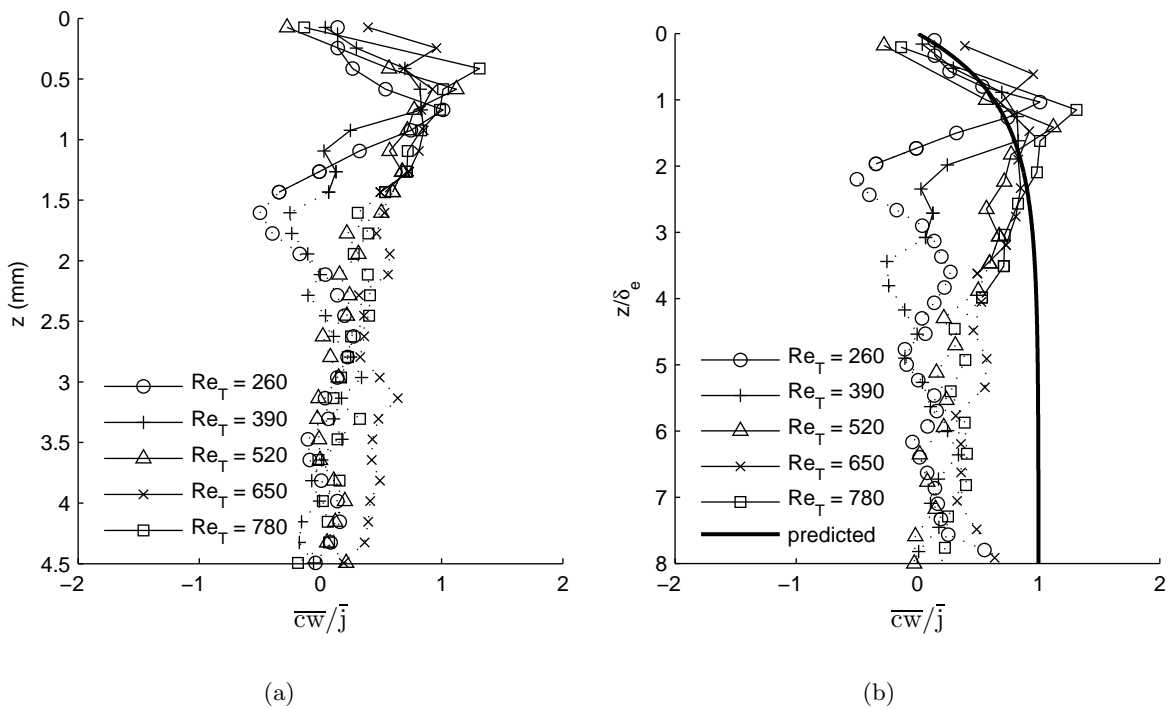 0
0.5
1
1.5
2
2.5
3
3.5
4
4.5
z (mm)
Re_T = 260
Re_T = 390
Re_T = 520
Re_T = 650
Re_T = 780
−2 −1 0 1 2
c̅w̅/j̅
(a)
0
1
2
3
4
5
6
7
8
z/δ_e
Re_T = 260
Re_T = 390
Re_T = 520
Re_T = 650
Re_T = 780
predicted
−2 −1 0 1 2
c̅w̅/j̅
(b)